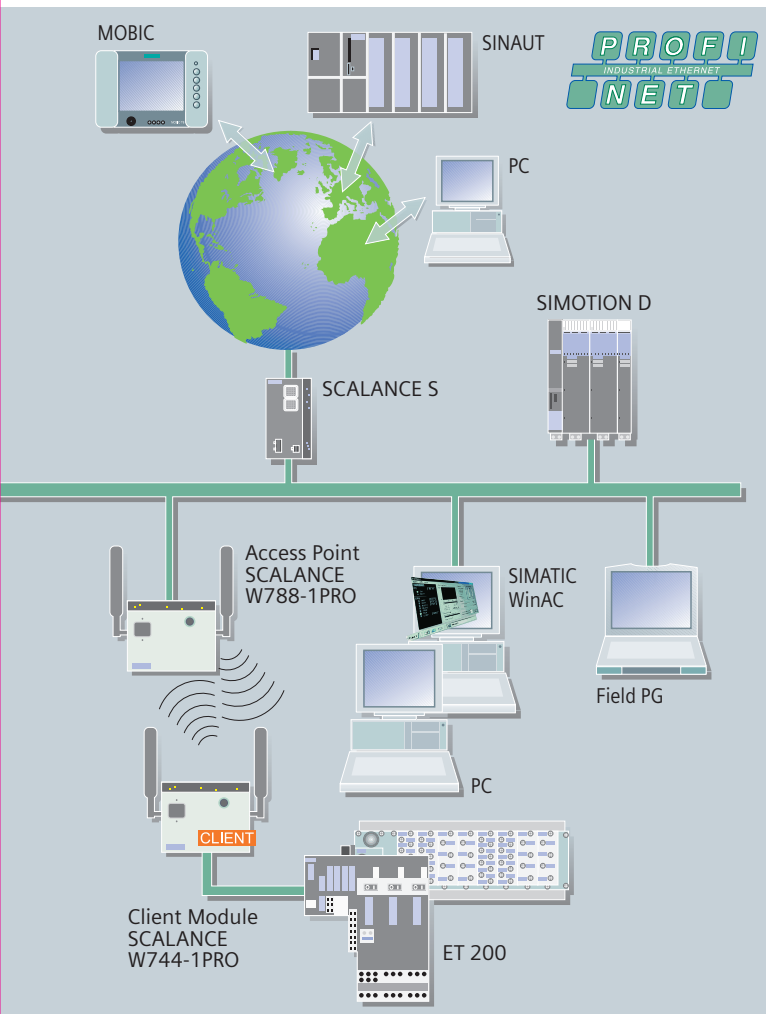 MOBIC
SINAUT
PROFI
INDUSTRIAL ETHERNET
NET
PC
SIMOTION D
SCALANCE S
Access Point
SCALANCE
W788-1PRO
SIMATIC
WinAC
Field PG
PC
CLIENT
Client Module
SCALANCE
W744-1PRO
ET 200